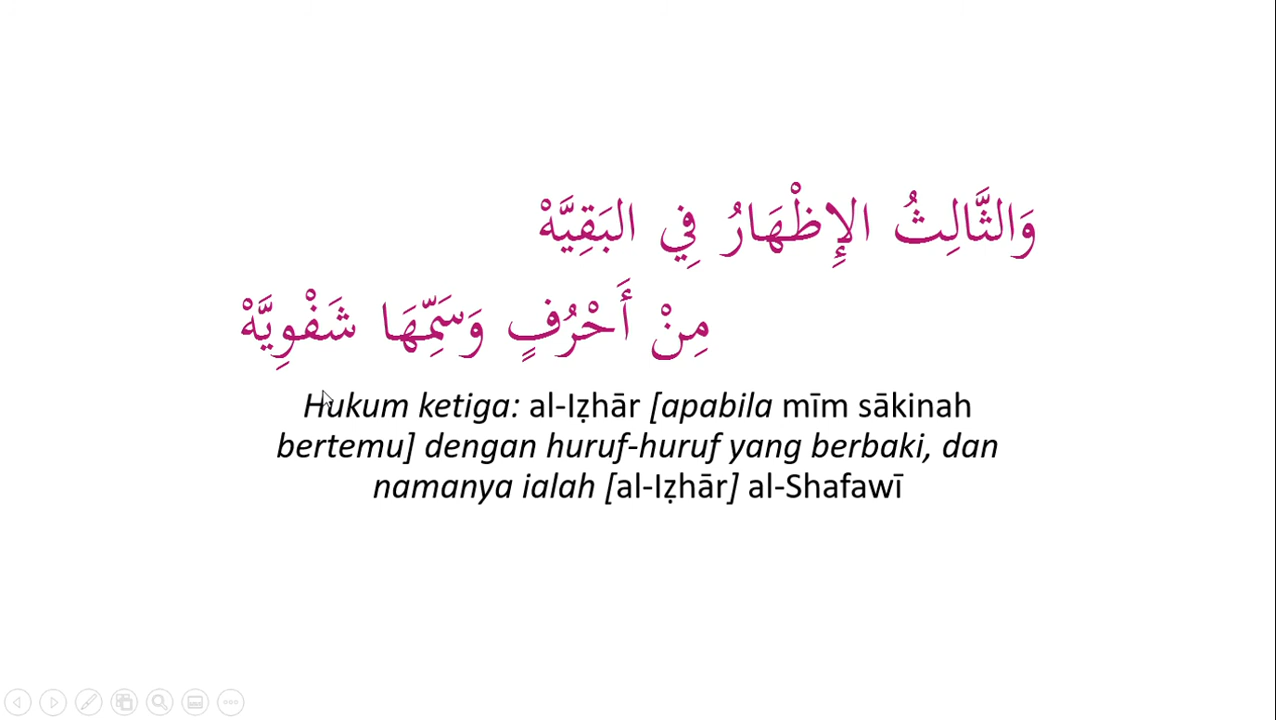 وَالثَّالِثُ الإِظْهَارُ فِي البَقِيَّهْ
مِنْ أَحْرُفٍ وَسَمِّهَا شَفْوِيَّهْ
Hukum ketiga: al-Iẓhār [apabila mīm sākinah
bertemu] dengan huruf-huruf yang berbaki, dan
namanya ialah [al-Iẓhār] al-Shafawī